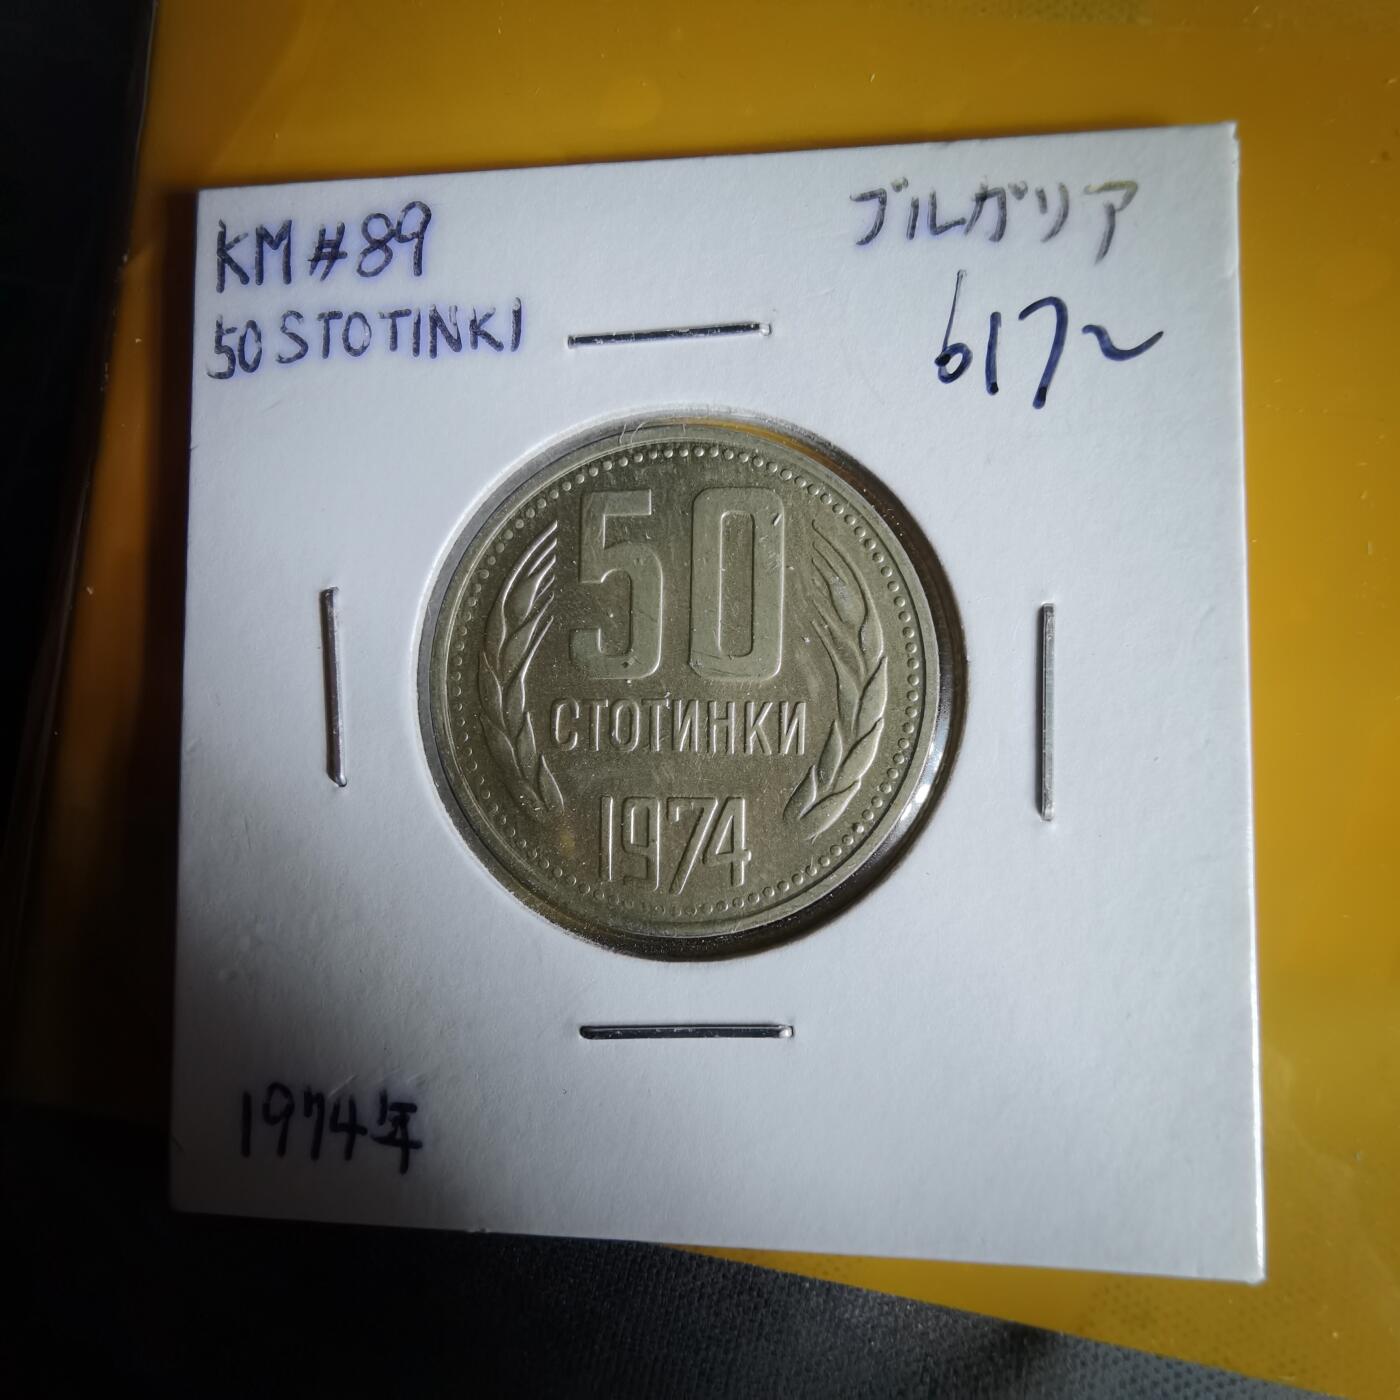 KM#89
50 STOTINKI
ブルガリア
617~
50
СТОТИНКИ
1974
1974年